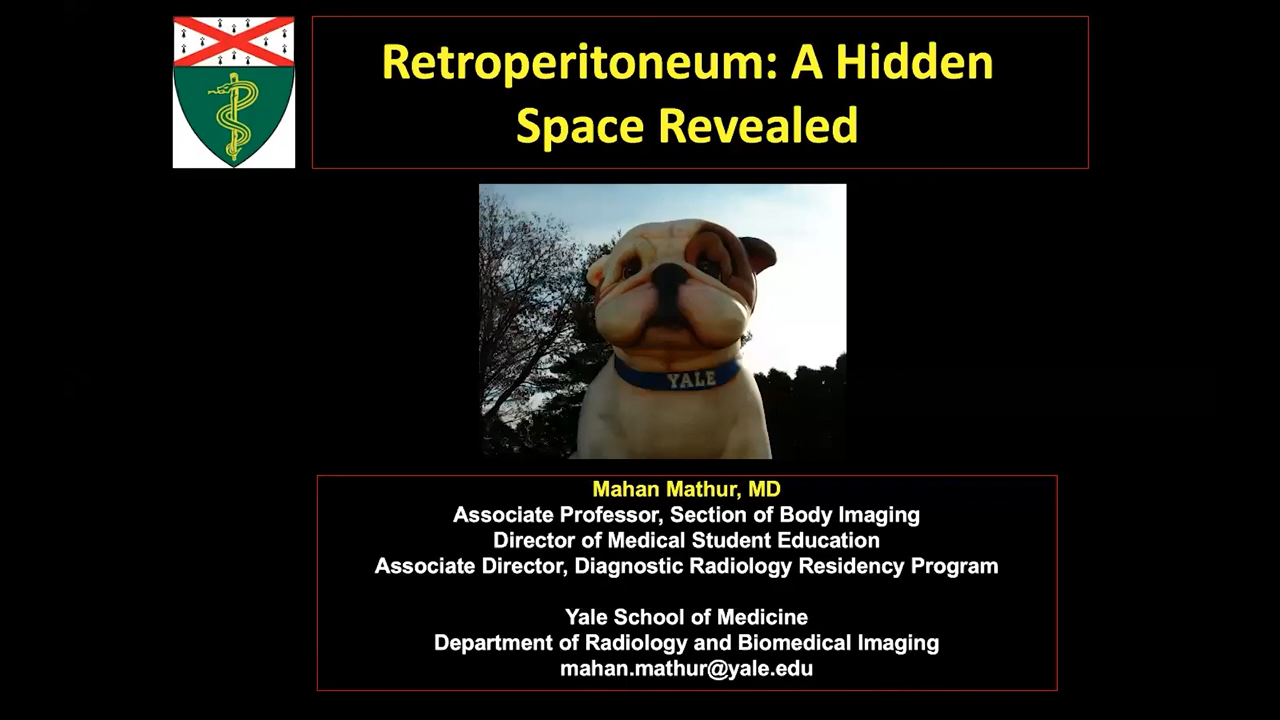 Retroperitoneum: A Hidden
Space Revealed
YALE
Mahan Mathur, MD
Associate Professor, Section of Body Imaging
Director of Medical Student Education
Associate Director, Diagnostic Radiology Residency Program
Yale School of Medicine
Department of Radiology and Biomedical Imaging
mahan.mathur@yale.edu